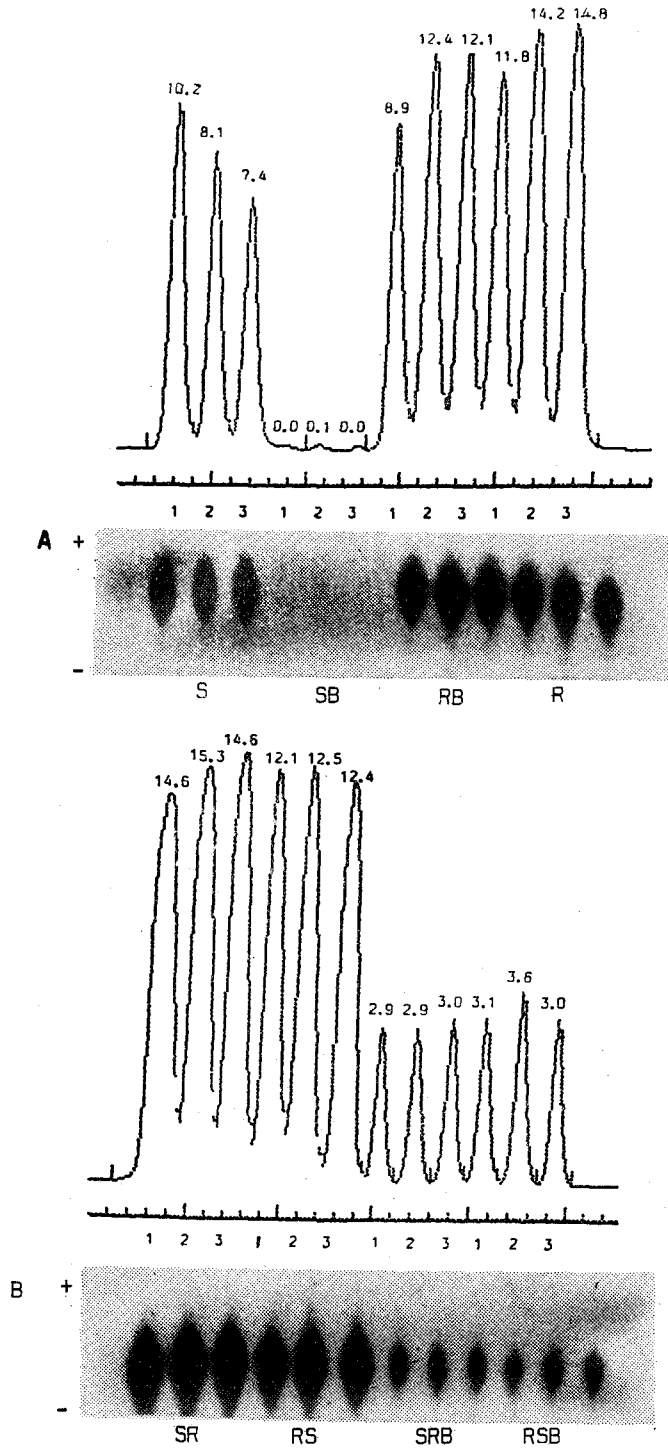 14.2 14.8
12.4 12.1
11.8
10.2
8.9
8.1
7.4
0.0 0.1 0.0
1 2 3 1 2 3 1 2 3 1 2 3
A +
-
S SB RB R
15.3 14.6
14.6 12.1 12.5 12.4
3.6
2.9 2.9 3.0 3.1 3.0
1 2 3 1 2 3 1 2 3 1 2 3
B +
-
SR RS SRB RSB